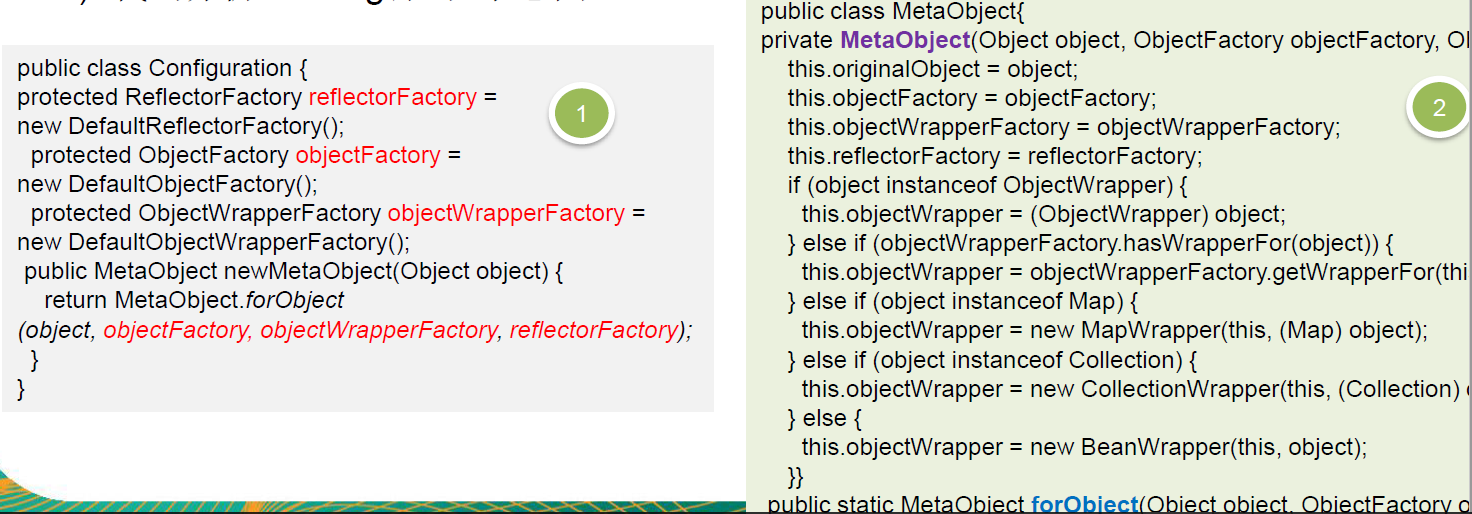 public class Configuration {
protected ReflectorFactory reflectorFactory =
new DefaultReflectorFactory();
protected ObjectFactory objectFactory =
new DefaultObjectFactory();
protected ObjectWrapperFactory objectWrapperFactory =
new DefaultObjectWrapperFactory();
public MetaObject newMetaObject(Object object) {
return MetaObject.forObject
(object, objectFactory, objectWrapperFactory, reflectorFactory);
}
}
1
public class MetaObject{
private MetaObject(Object object, ObjectFactory objectFactory,
this.originalObject = object;
this.objectFactory = objectFactory;
this.objectWrapperFactory = objectWrapperFactory;
this.reflectorFactory = reflectorFactory;
if (object instanceof ObjectWrapper) {
this.objectWrapper = (ObjectWrapper) object;
} else if (objectWrapperFactory.hasWrapperFor(object)) {
this.objectWrapper = objectWrapperFactory.getWrapperFor(thi
} else if (object instanceof Map) {
this.objectWrapper = new MapWrapper(this, (Map) object);
} else if (object instanceof Collection) {
this.objectWrapper = new CollectionWrapper(this, (Collection)
} else {
this.objectWrapper = new BeanWrapper(this, object);
}}
public static MetaObject forObject(Object object, ObjectFactory o
2